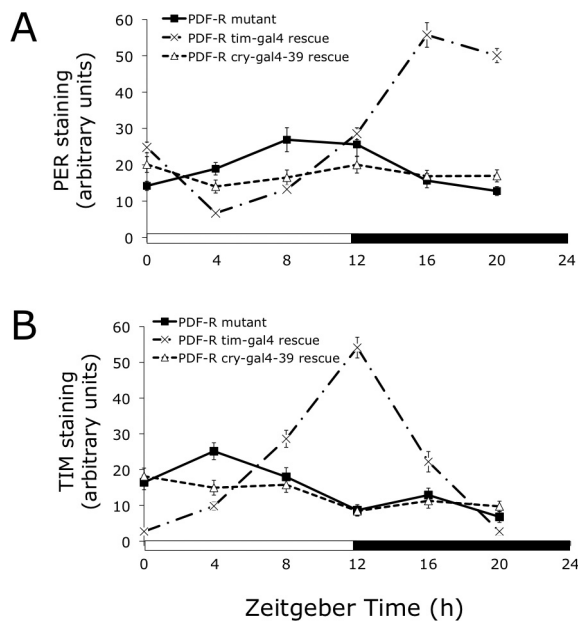 A
PDF-R mutant
PDF-R tim-gal4 rescue
PDF-R cry-gal4-39 rescue
PER staining
(arbitrary units)
60
50
40
30
20
10
0
0 4 8 12 16 20 24
B
PDF-R mutant
PDF-R tim-gal4 rescue
PDF-R cry-gal4-39 rescue
TIM staining
(arbitrary units)
60
50
40
30
20
10
0
0 4 8 12 16 20 24
Zeitgeber Time (h)